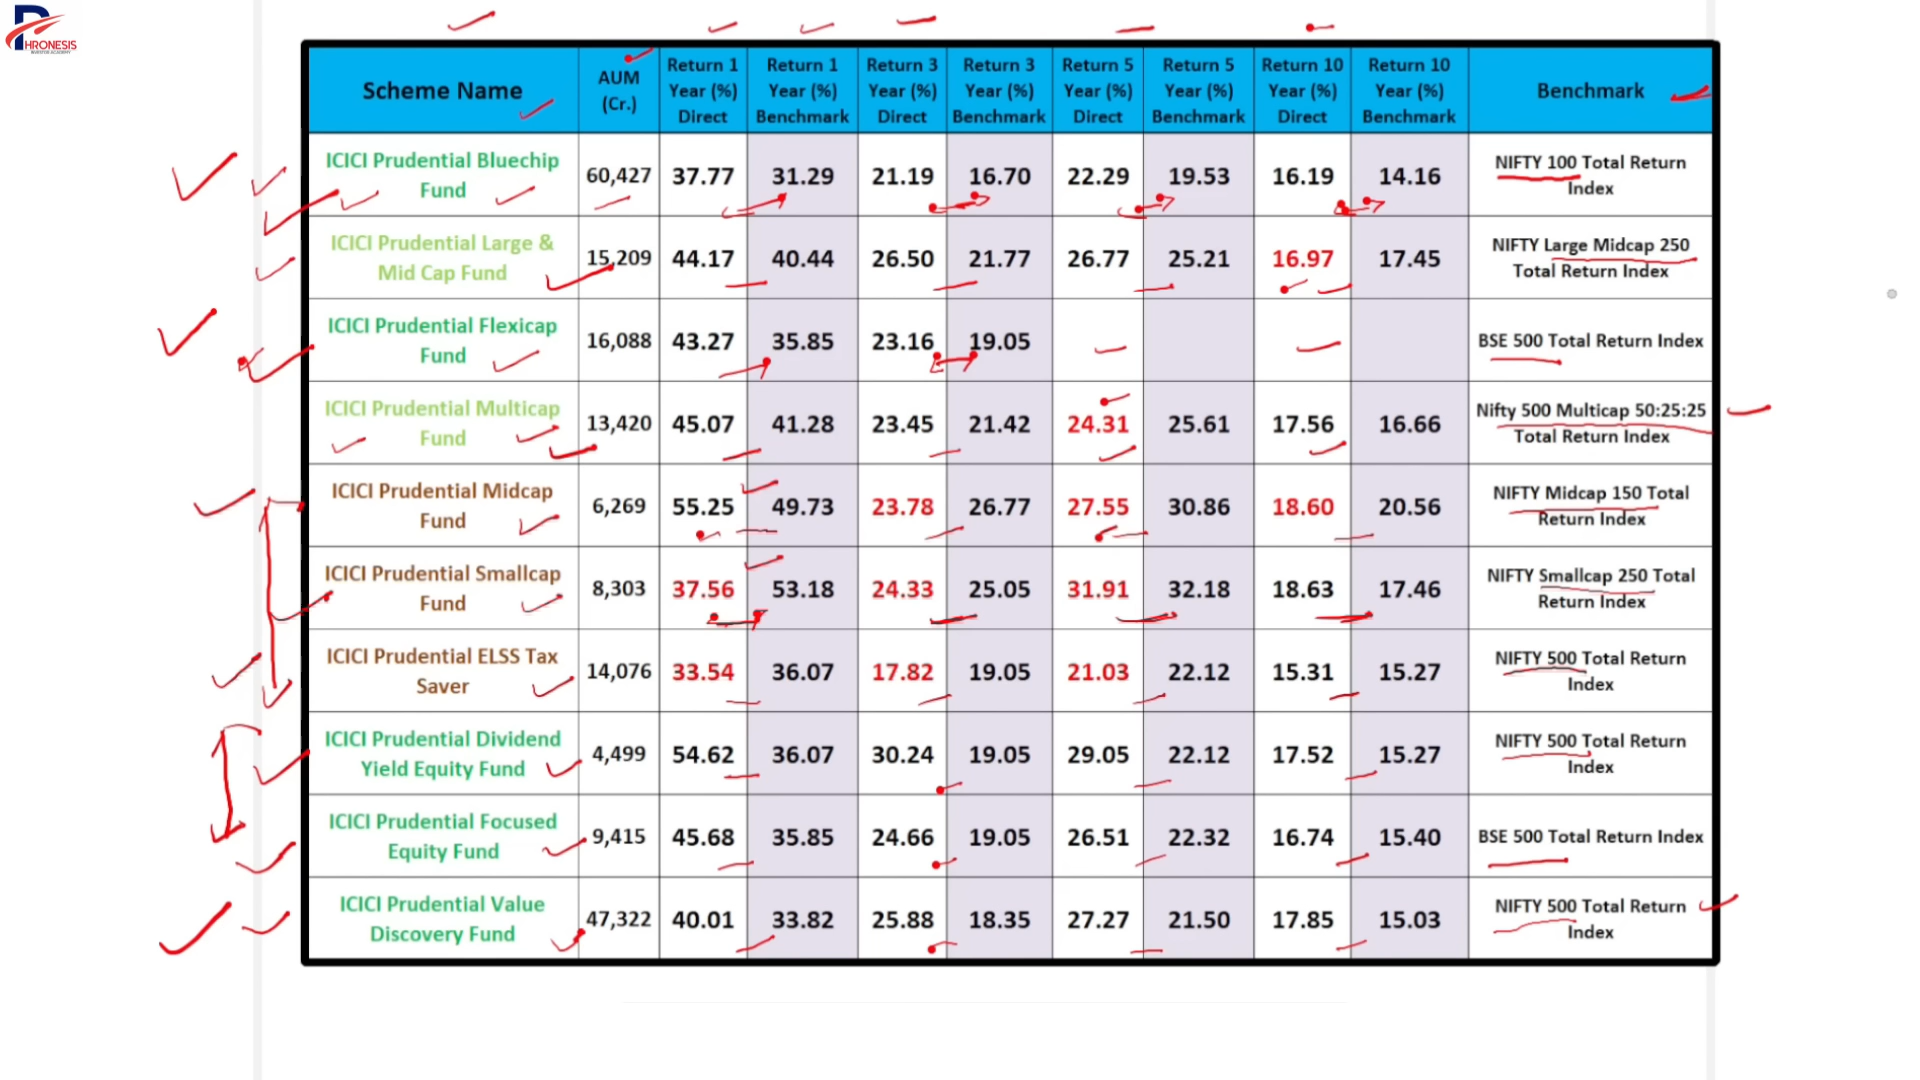 PHRONESIS
INVESTOR ACADEMY
Scheme Name
AUM
(Cr.)
Return 1
Year (%)
Direct
Return 1
Year (%)
Benchmark
Return 3
Year (%)
Direct
Return 3
Year (%)
Benchmark
Return 5
Year (%)
Direct
Return 5
Year (%)
Benchmark
Return 10
Year (%)
Direct
Return 10
Year (%)
Benchmark
Benchmark
ICICI Prudential Bluechip
Fund
60,427 37.77 31.29 21.19 16.70 22.29 19.53 16.19 14.16
NIFTY 100 Total Return
Index
ICICI Prudential Large &
Mid Cap Fund
15,209 44.17 40.44 26.50 21.77 26.77 25.21 16.97 17.45
NIFTY Large Midcap 250
Total Return Index
ICICI Prudential Flexicap
Fund
16,088 43.27 35.85 23.16 19.05
BSE 500 Total Return Index
ICICI Prudential Multicap
Fund
13,420 45.07 41.28 23.45 21.42 24.31 25.61 17.56 16.66
Nifty 500 Multicap 50:25:25
Total Return Index
ICICI Prudential Midcap
Fund
6,269 55.25 49.73 23.78 26.77 27.55 30.86 18.60 20.56
NIFTY Midcap 150 Total
Return Index
ICICI Prudential Smallcap
Fund
8,303 37.56 53.18 24.33 25.05 31.91 32.18 18.63 17.46
NIFTY Smallcap 250 Total
Return Index
ICICI Prudential ELSS Tax
Saver
14,076 33.54 36.07 17.82 19.05 21.03 22.12 15.31 15.27
NIFTY 500 Total Return
Index
ICICI Prudential Dividend
Yield Equity Fund
4,499 54.62 36.07 30.24 19.05 29.05 22.12 17.52 15.27
NIFTY 500 Total Return
Index
ICICI Prudential Focused
Equity Fund
9,415 45.68 35.85 24.66 19.05 26.51 22.32 16.74 15.40
BSE 500 Total Return Index
ICICI Prudential Value
Discovery Fund
47,322 40.01 33.82 25.88 18.35 27.27 21.50 17.85 15.03
NIFTY 500 Total Return
Index